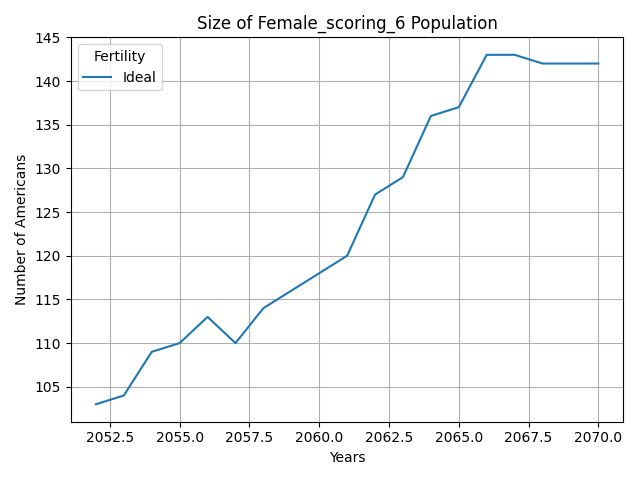 Size of Female_scoring_6 Population
Fertility
Ideal
Number of Americans
145
140
135
130
125
120
115
110
105
2052.5 2055.0 2057.5 2060.0 2062.5 2065.0 2067.5 2070.0
Years